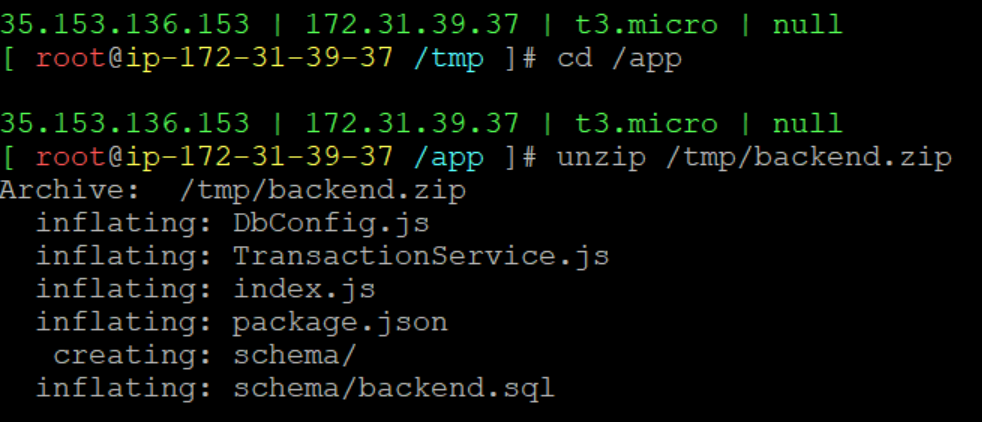 35.153.136.153 | 172.31.39.37 | t3.micro | null
[ root@ip-172-31-39-37 /tmp ]# cd /app
35.153.136.153 | 172.31.39.37 | t3.micro | null
[ root@ip-172-31-39-37 /app ]# unzip /tmp/backend.zip
Archive:  /tmp/backend.zip
  inflating: DbConfig.js
  inflating: TransactionService.js
  inflating: index.js
  inflating: package.json
   creating: schema/
  inflating: schema/backend.sql